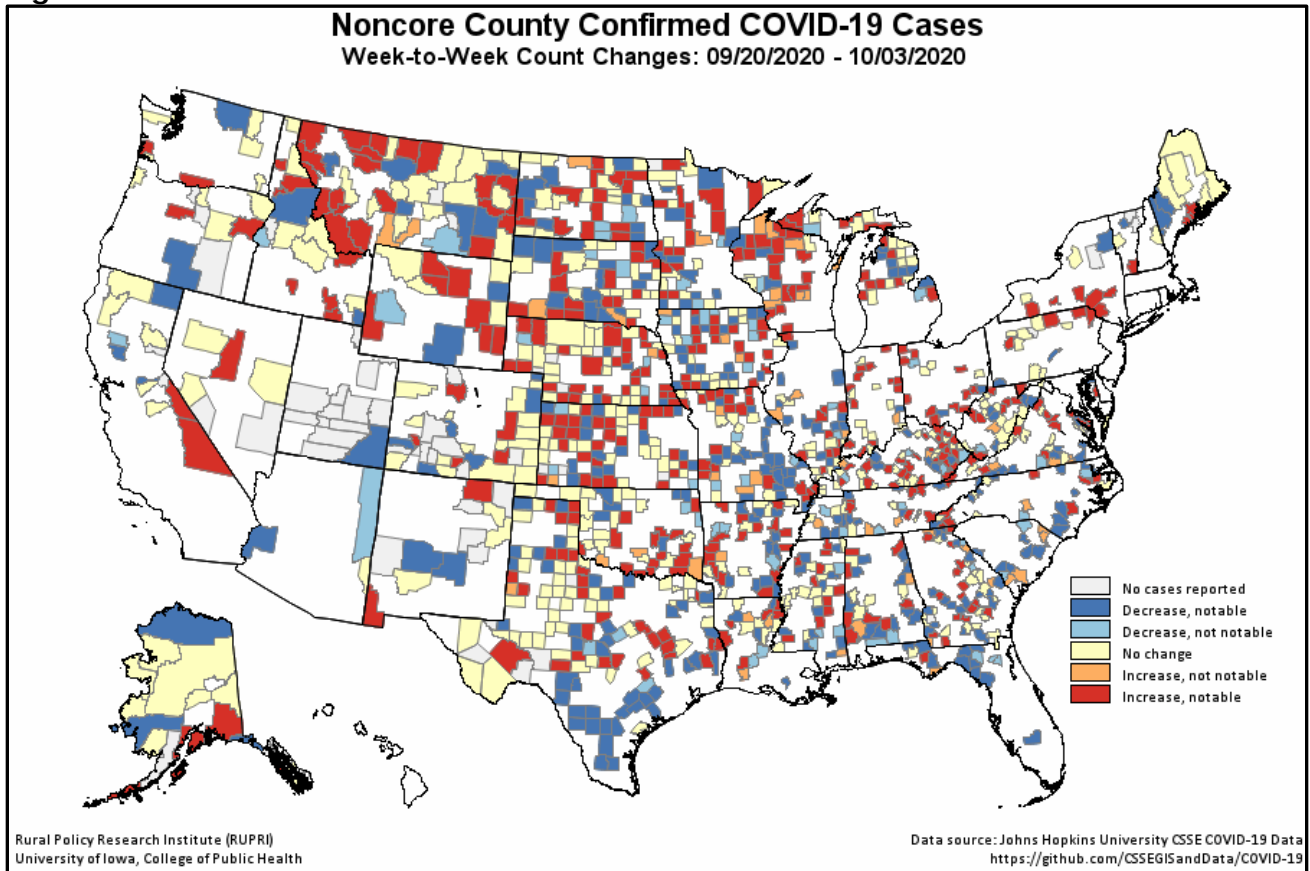 Noncore County Confirmed COVID-19 Cases
Week-to-Week Count Changes: 09/20/2020 - 10/03/2020
No cases reported
Decrease, notable
Decrease, not notable
No change
Increase, not notable
Increase, notable
Rural Policy Research Institute (RUPRI)
University of Iowa, College of Public Health
Data source: Johns Hopkins University CSSE COVID-19 Data
https://github.com/CSSEGISandData/COVID-19